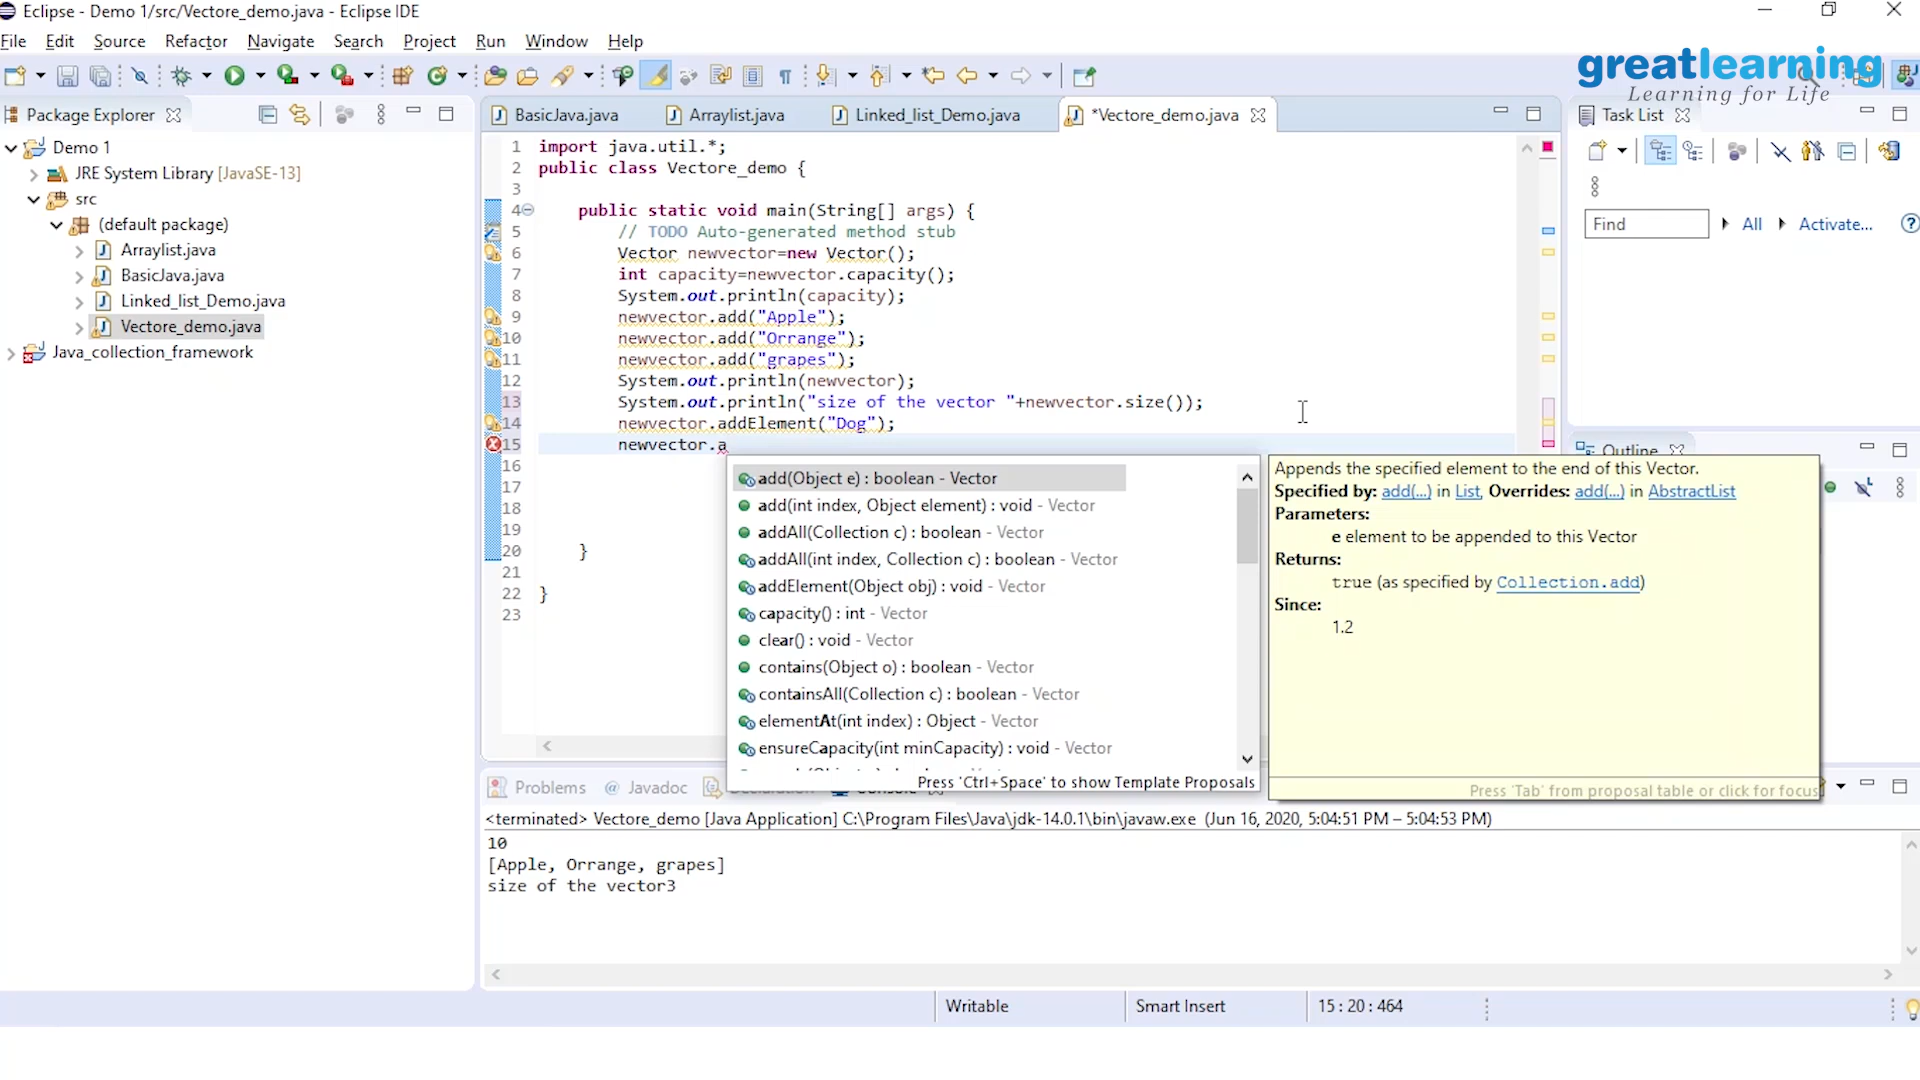 Eclipse - Demo 1/src/Vectore_demo.java - Eclipse IDE
File Edit Source Refactor Navigate Search Project Run Window Help
greatlearning
Learning for Life
Package Explorer
BasicJava.java
Arraylist.java
Linked_list_Demo.java
*Vectore_demo.java
Task List
Demo 1
JRE System Library [JavaSE-13]
src
(default package)
Arraylist.java
BasicJava.java
Linked_list_Demo.java
Vectore_demo.java
Java_collection_framework
1 import java.util.*;
2 public class Vectore_demo {
3
4 public static void main(String[] args) {
5 // TODO Auto-generated method stub
6 Vector newvector=new Vector();
7 int capacity=newvector.capacity();
8 System.out.println(capacity);
9 newvector.add("Apple");
10 newvector.add("Orrange");
11 newvector.add("grapes");
12 System.out.println(newvector);
13 System.out.println("size of the vector "+newvector.size());
14 newvector.addElement("Dog");
15 newvector.a
16
17
18
19
20 }
21
22 }
23
Find All Activate...
Outline
add(Object e) : boolean - Vector
add(int index, Object element) : void - Vector
addAll(Collection c) : boolean - Vector
addAll(int index, Collection c) : boolean - Vector
addElement(Object obj) : void - Vector
capacity() : int - Vector
clear() : void - Vector
contains(Object o) : boolean - Vector
containsAll(Collection c) : boolean - Vector
elementAt(int index) : Object - Vector
ensureCapacity(int minCapacity) : void - Vector
Press 'Ctrl+Space' to show Template Proposals
Appends the specified element to the end of this Vector.
Specified by: add(...) in List, Overrides: add(...) in AbstractList
Parameters:
e element to be appended to this Vector
Returns:
true (as specified by Collection.add)
Since:
1.2
Press 'Tab' from proposal table or click for focus
Problems @ Javadoc
<terminated> Vectore_demo [Java Application] C:\Program Files\Java\jdk-14.0.1\bin\javaw.exe (Jun 16, 2020, 5:04:51 PM – 5:04:53 PM)
10
[Apple, Orrange, grapes]
size of the vector3
Writable Smart Insert 15 : 20 : 464